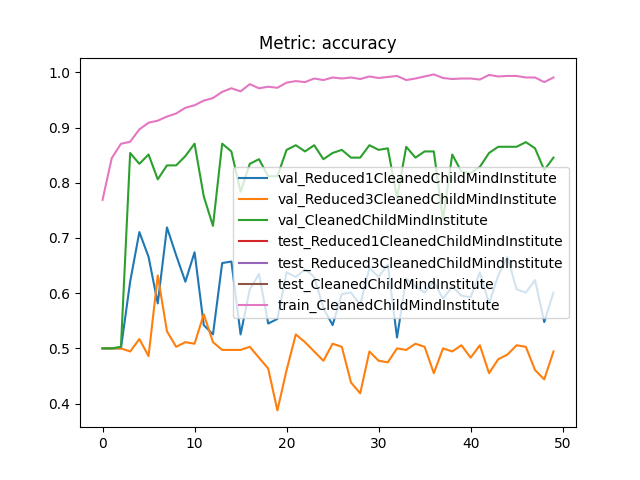 Metric: accuracy
1.0
0.9
0.8
0.7
0.6
0.5
0.4
0
10
20
30
40
50
val_Reduced1CleanedChildMindInstitute
val_Reduced3CleanedChildMindInstitute
val_CleanedChildMindInstitute
test_Reduced1CleanedChildMindInstitute
test_Reduced3CleanedChildMindInstitute
test_CleanedChildMindInstitute
train_CleanedChildMindInstitute